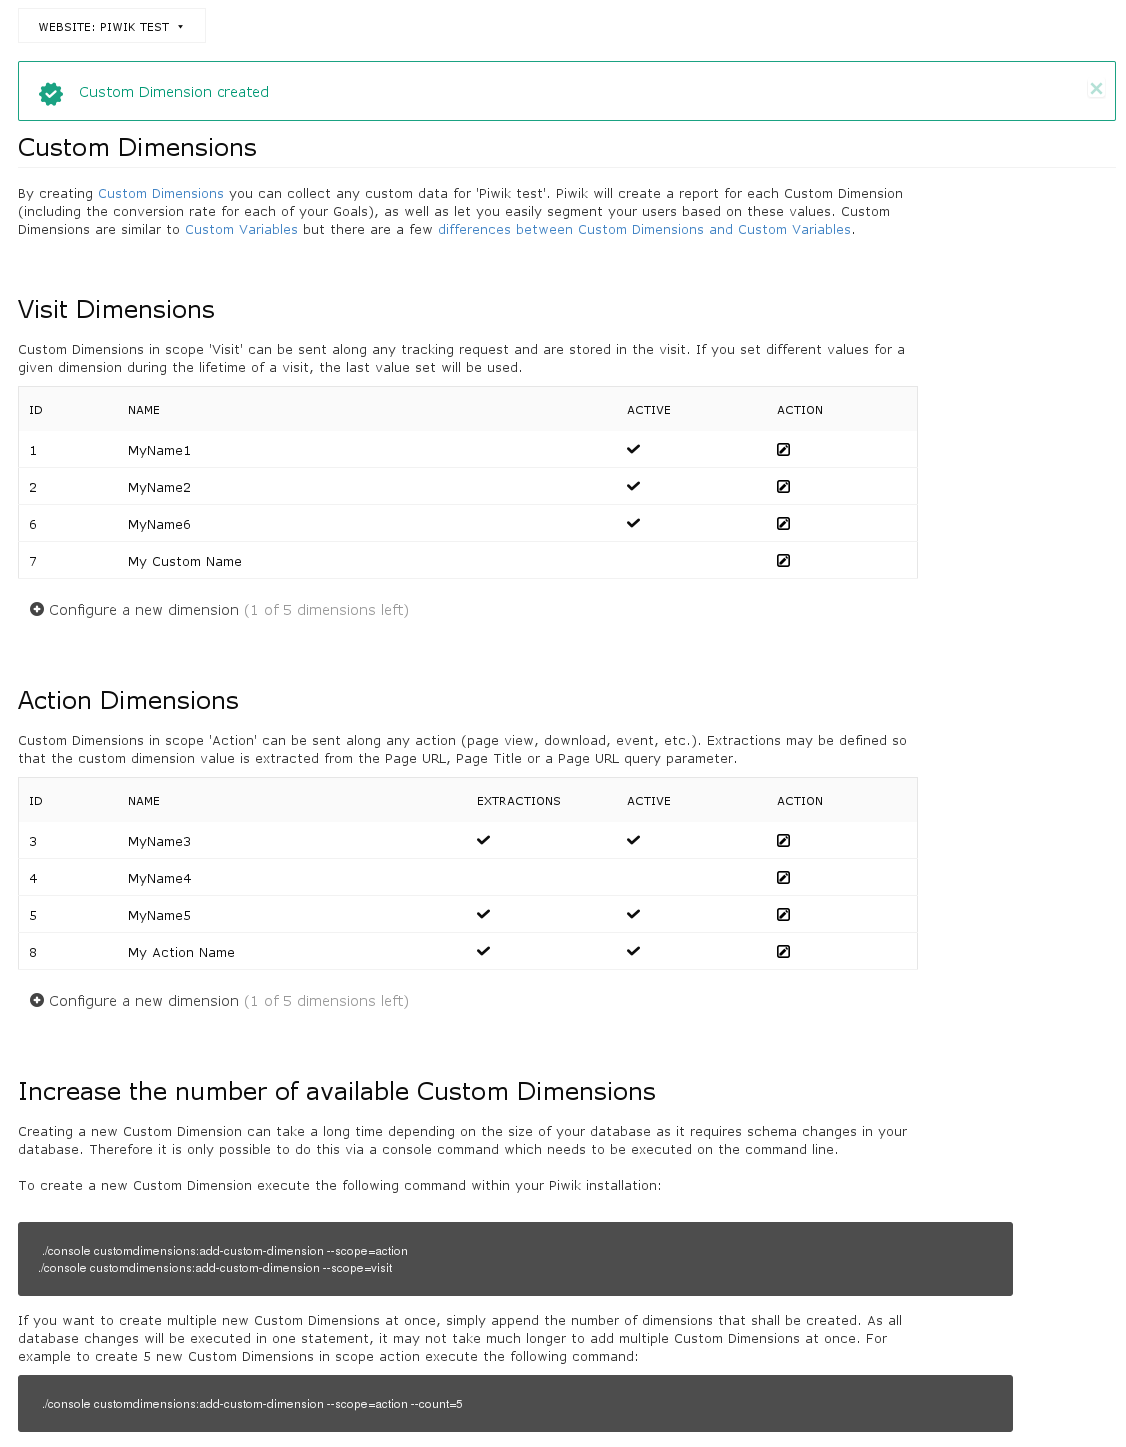 WEBSITE: PIWIK TEST
Custom Dimension created
Custom Dimensions
By creating Custom Dimensions you can collect any custom data for 'Piwik test'. Piwik will create a report for each Custom Dimension
(including the conversion rate for each of your Goals), as well as let you easily segment your users based on these values. Custom
Dimensions are similar to Custom Variables but there are a few differences between Custom Dimensions and Custom Variables.
Visit Dimensions
Custom Dimensions in scope 'Visit' can be sent along any tracking request and are stored in the visit. If you set different values for a
given dimension during the lifetime of a visit, the last value set will be used.
ID NAME ACTIVE ACTION
1 MyName1
2 MyName2
6 MyName6
7 My Custom Name
Configure a new dimension (1 of 5 dimensions left)
Action Dimensions
Custom Dimensions in scope 'Action' can be sent along any action (page view, download, event, etc.). Extractions may be defined so
that the custom dimension value is extracted from the Page URL, Page Title or a Page URL query parameter.
ID NAME EXTRACTIONS ACTIVE ACTION
3 MyName3
4 MyName4
5 MyName5
8 My Action Name
Configure a new dimension (1 of 5 dimensions left)
Increase the number of available Custom Dimensions
Creating a new Custom Dimension can take a long time depending on the size of your database as it requires schema changes in your
database. Therefore it is only possible to do this via a console command which needs to be executed on the command line.
To create a new Custom Dimension execute the following command within your Piwik installation:
./console customdimensions:add-custom-dimension --scope=action
./console customdimensions:add-custom-dimension --scope=visit
If you want to create multiple new Custom Dimensions at once, simply append the number of dimensions that shall be created. As all
database changes will be executed in one statement, it may not take much longer to add multiple Custom Dimensions at once. For
example to create 5 new Custom Dimensions in scope action execute the following command:
./console customdimensions:add-custom-dimension --scope=action --count=5